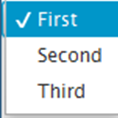 ✓ First
Second
Third